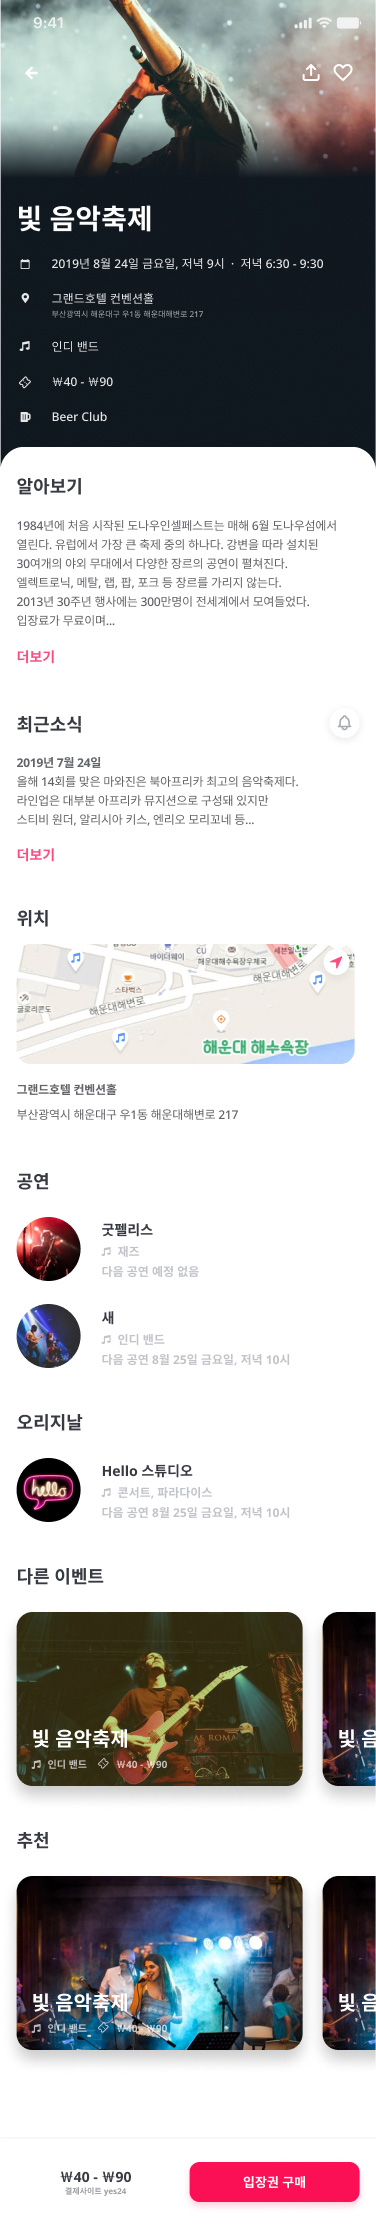 9:41
빛 음악축제
2019년 8월 24일 금요일, 저녁 9시 · 저녁 6:30 - 9:30
그랜드호텔 컨벤션홀
부산광역시 해운대구 우1동 해운대해변로 217
인디 밴드
₩40 - ₩90
Beer Club
알아보기
1984년에 처음 시작된 도나우인셀페스트는 매해 6월 도나우섬에서
열린다. 유럽에서 가장 큰 축제 중의 하나다. 강변을 따라 설치된
30여개의 야외 무대에서 다양한 장르의 공연이 펼쳐진다.
엘렉트로닉, 메탈, 랩, 팝, 포크 등 장르를 가리지 않는다.
2013년 30주년 행사에는 300만명이 전세계에서 모여들었다.
입장료가 무료이며...
더보기
최근소식
2019년 7월 24일
올해 14회를 맞은 마와진은 북아프리카 최고의 음악축제다.
라인업은 대부분 아프리카 뮤지션으로 구성돼 있지만
스티비 원더, 알리시아 키스, 엔리오 모리꼬네 등...
더보기
위치
바이더웨이
CU
해운대해수욕장우체국
스타벅스
해운대해변로
해운대해변로
글로리콘도
해운대 해수욕장
그랜드호텔 컨벤션홀
부산광역시 해운대구 우1동 해운대해변로 217
공연
굿펠리스
재즈
다음 공연 예정 없음
새
인디 밴드
다음 공연 8월 25일 금요일, 저녁 10시
오리지날
hello
Hello 스튜디오
콘서트, 파라다이스
다음 공연 8월 25일 금요일, 저녁 10시
다른 이벤트
빛 음악축제
인디 밴드
₩40 - ₩90
빛 음
추천
빛 음악축제
인디 밴드
₩40 - ₩90
빛 음
₩40 - ₩90
결재사이트 yes24
입장권 구매